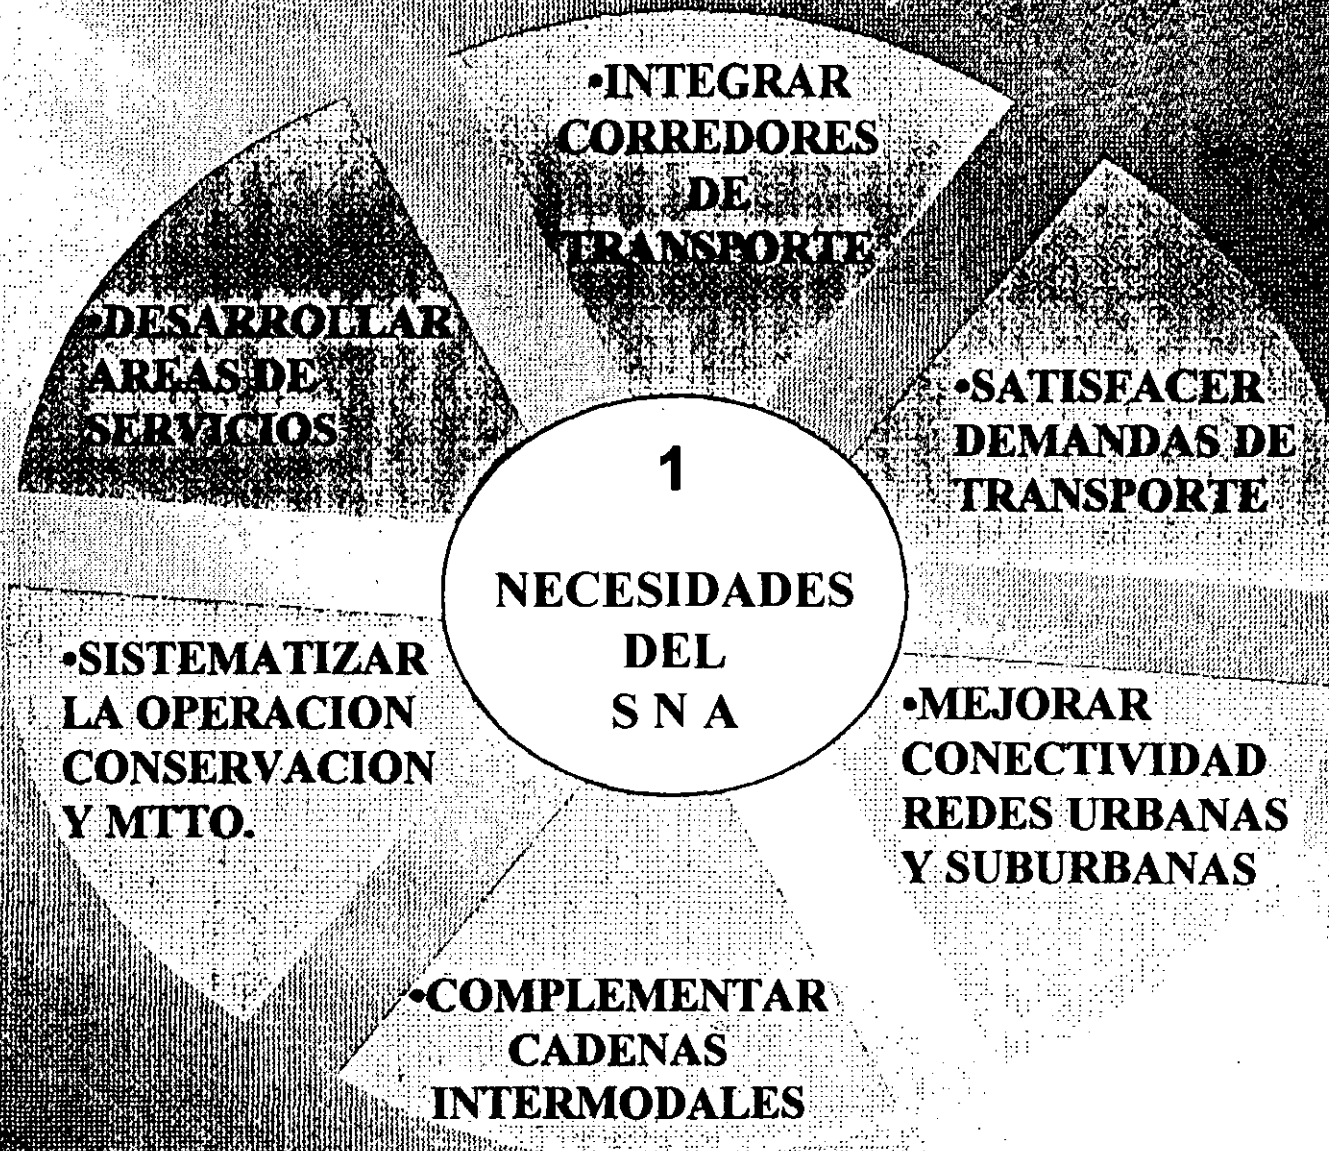 •INTEGRAR
CORREDORES
DE
TRANSPORTE
•SATISFACER
DEMANDAS DE
TRANSPORTE
•MEJORAR
CONECTIVIDAD
REDES URBANAS
Y SUBURBANAS
•COMPLEMENTAR
CADENAS
INTERMODALES
•SISTEMATIZAR
LA OPERACION
CONSERVACION
Y MTTO.
•DESARROLLAR
AREAS DE
SERVICIOS
1
NECESIDADES
DEL
S N A